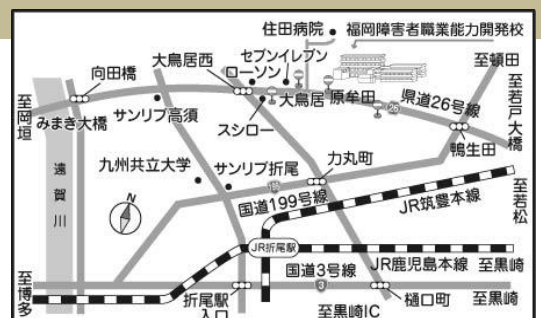 住田病院
福岡障害者職業能力開発校
セブンイレブン
ローソン
大鳥居西
向田橋
至頓田
至岡垣
みまき大橋
サンリブ高須
スシロー
大鳥居
原牟田
県道26号線
26
至若戸大橋
鴨生田
遠賀川
九州共立大学
サンリブ折尾
力丸町
N
国道199号線
199
JR筑豊本線
至若松
JR折尾駅
国道3号線
3
JR鹿児島本線
至黒崎
至博多
折尾駅
入口
至黒崎IC
樋口町
至黒崎